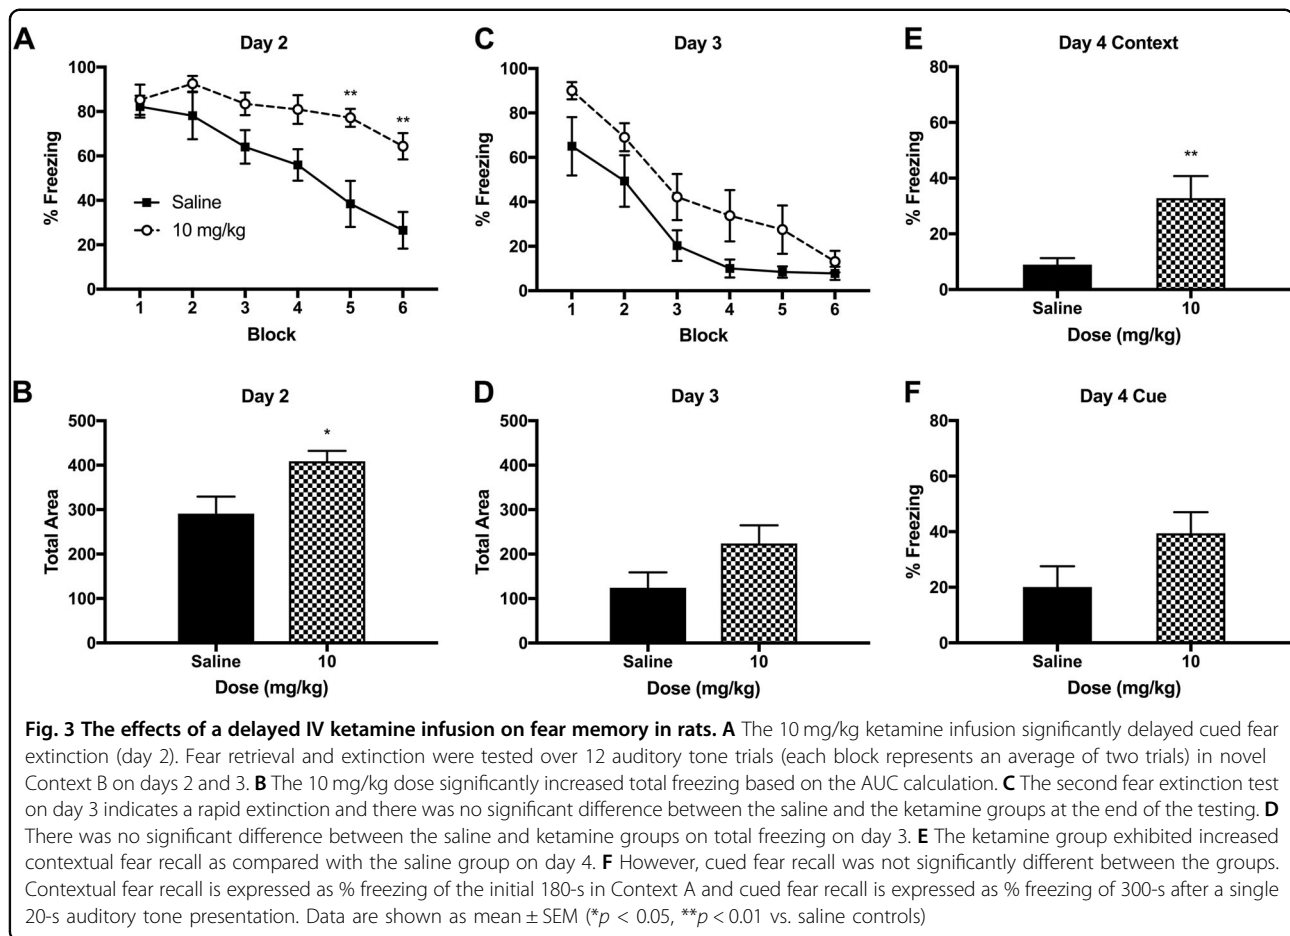 A
Day 2
% Freezing
100
80
60
40
20
0
**
**
Saline
10 mg/kg
1 2 3 4 5 6
Block
C
Day 3
% Freezing
100
80
60
40
20
0
1 2 3 4 5 6
Block
E
Day 4 Context
% Freezing
80
60
40
20
0
**
Saline 10
Dose (mg/kg)
B
Day 2
Total Area
500
400
300
200
100
0
*
Saline 10
Dose (mg/kg)
D
Day 3
Total Area
500
400
300
200
100
0
Saline 10
Dose (mg/kg)
F
Day 4 Cue
% Freezing
80
60
40
20
0
Saline 10
Dose (mg/kg)
Fig. 3 The effects of a delayed IV ketamine infusion on fear memory in rats. A The 10 mg/kg ketamine infusion significantly delayed cued fear
extinction (day 2). Fear retrieval and extinction were tested over 12 auditory tone trials (each block represents an average of two trials) in novel
Context B on days 2 and 3. B The 10 mg/kg dose significantly increased total freezing based on the AUC calculation. C The second fear extinction test
on day 3 indicates a rapid extinction and there was no significant difference between the saline and the ketamine groups at the end of the testing. D
There was no significant difference between the saline and ketamine groups on total freezing on day 3. E The ketamine group exhibited increased
contextual fear recall as compared with the saline group on day 4. F However, cued fear recall was not significantly different between the groups.
Contextual fear recall is expressed as % freezing of the initial 180-s in Context A and cued fear recall is expressed as % freezing of 300-s after a single
20-s auditory tone presentation. Data are shown as mean ± SEM (*p < 0.05, **p < 0.01 vs. saline controls)